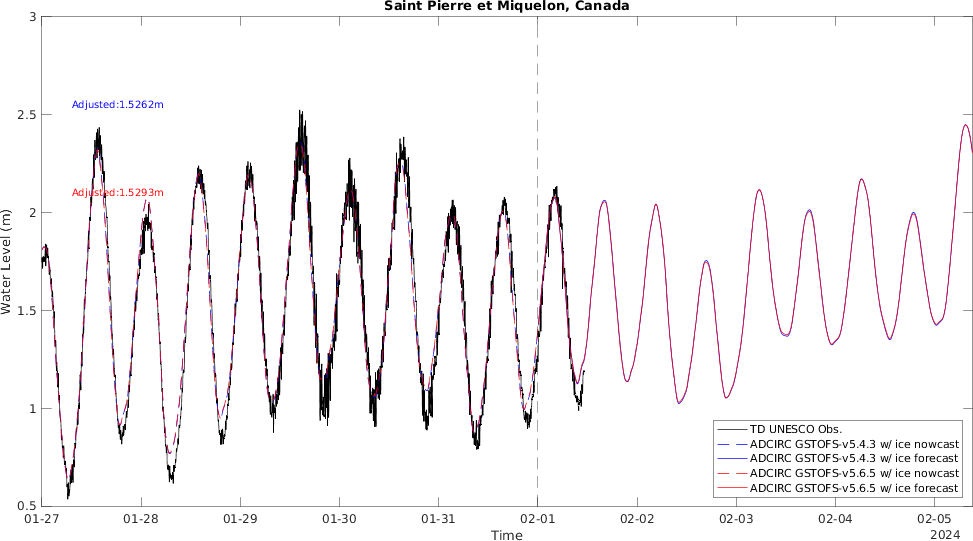 Saint Pierre et Miquelon, Canada
3
2.5
2
1.5
1
0.5
Water Level (m)
Adjusted:1.5262m
Adjusted:1.5293m
TD UNESCO Obs.
ADCIRC GSTOFS-v5.4.3 w/ ice nowcast
ADCIRC GSTOFS-v5.4.3 w/ ice forecast
ADCIRC GSTOFS-v5.6.5 w/ ice nowcast
ADCIRC GSTOFS-v5.6.5 w/ ice forecast
01-27 01-28 01-29 01-30 01-31 02-01 02-02 02-03 02-04 02-05
Time
2024